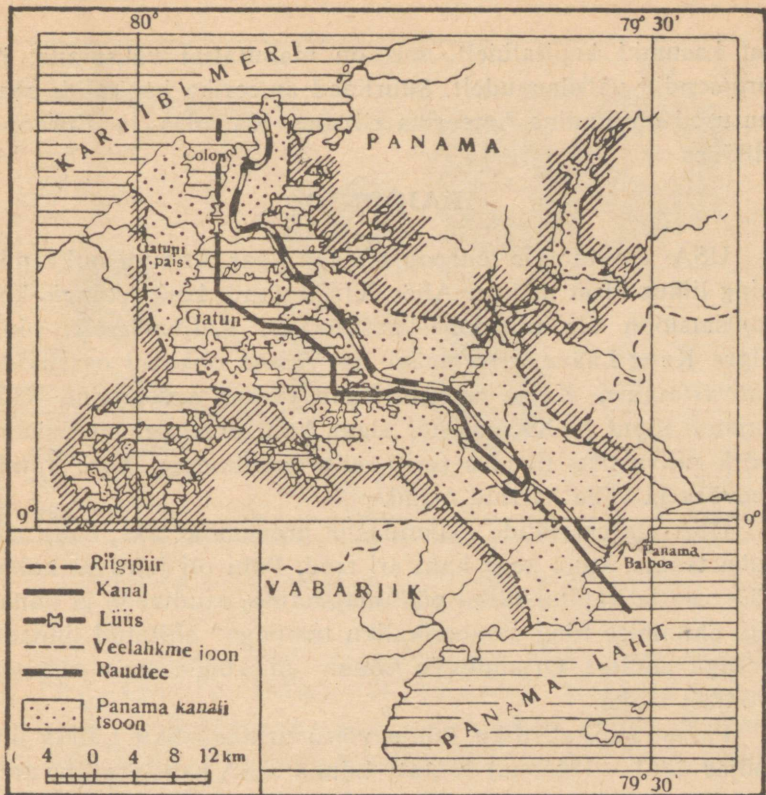 80°
79° 30'
KARIIBI MERI
PANAMA
Colon
Gatuni
pais
Gatun
9°
9°
Panama
Balboa
VABARIIK
PANAMA LAHT
Riigipiir
Kanal
Lüüs
Veelahkme joon
Raudtee
Panama kanali
tsoon
4 0 4 8 12 km
79° 30'